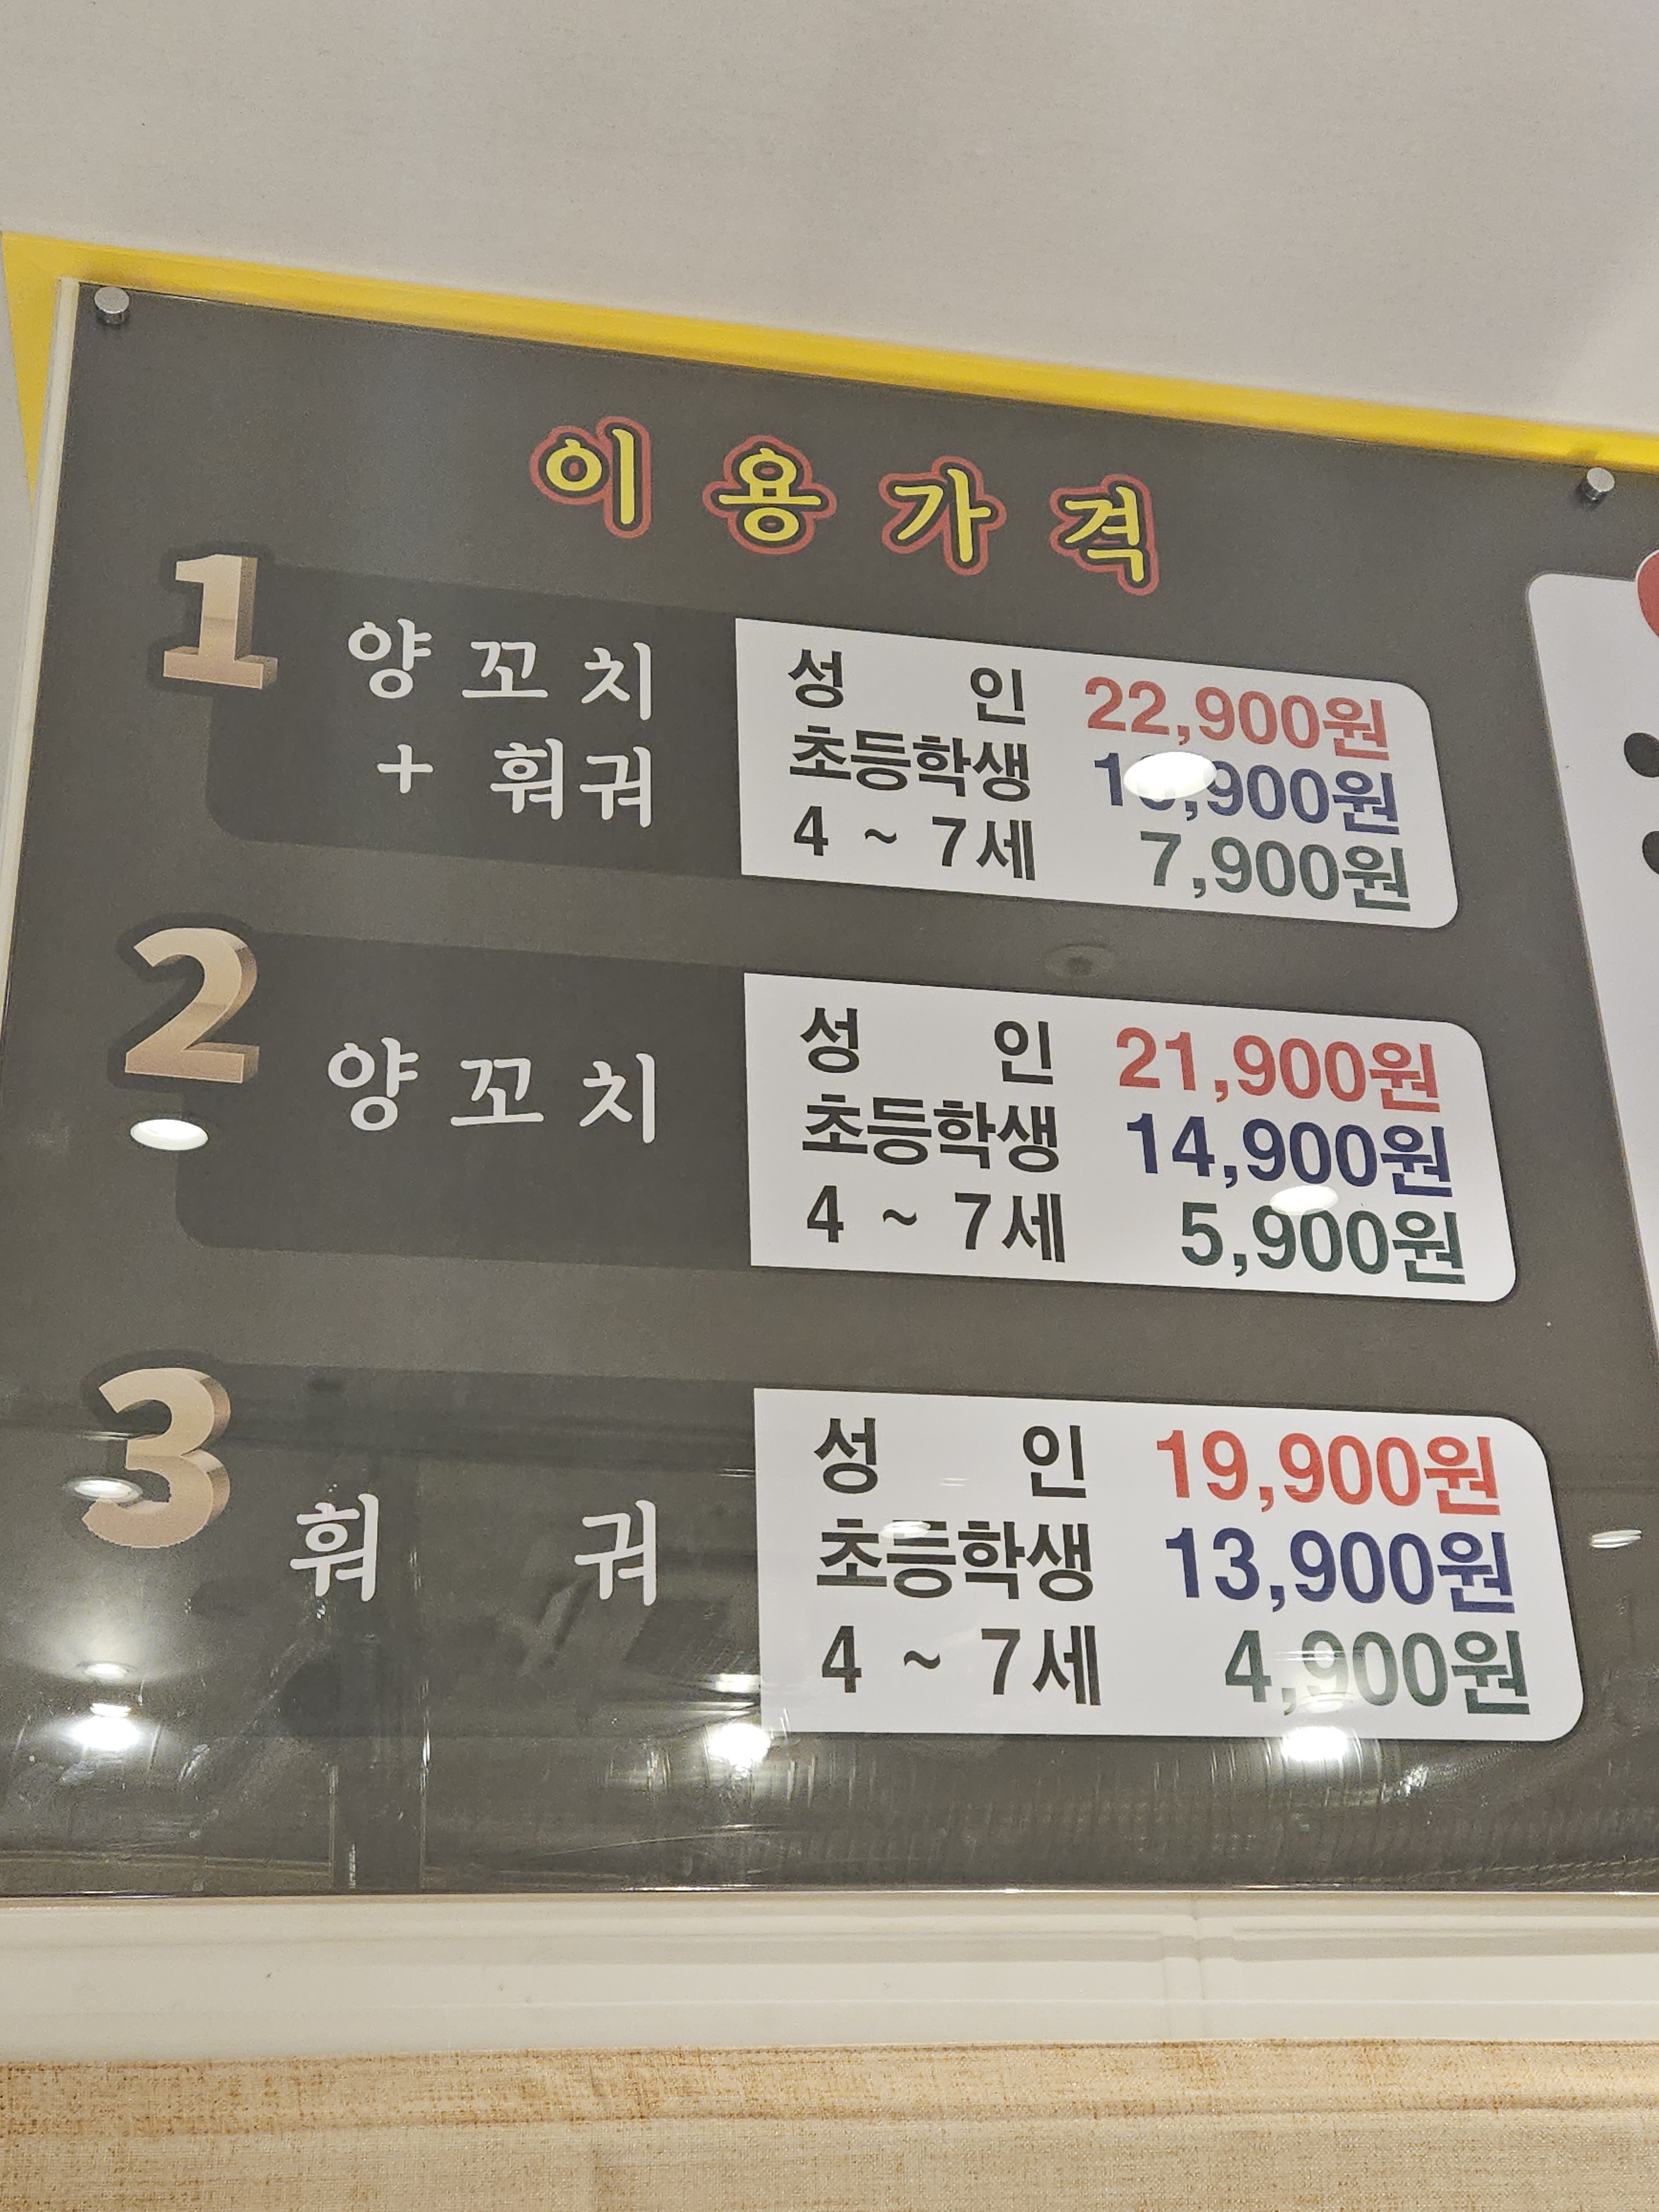 이용가격
1
양꼬치
+ 훠궈
성 인 22,900원
초등학생
4 ~ 7세 7,900원
2
양꼬치
성 인 21,900원
초등학생 14,900원
4 ~ 7세 5,900원
3
훠 궈
성 인 19,900원
초등학생 13,900원
4 ~ 7세 4,900원